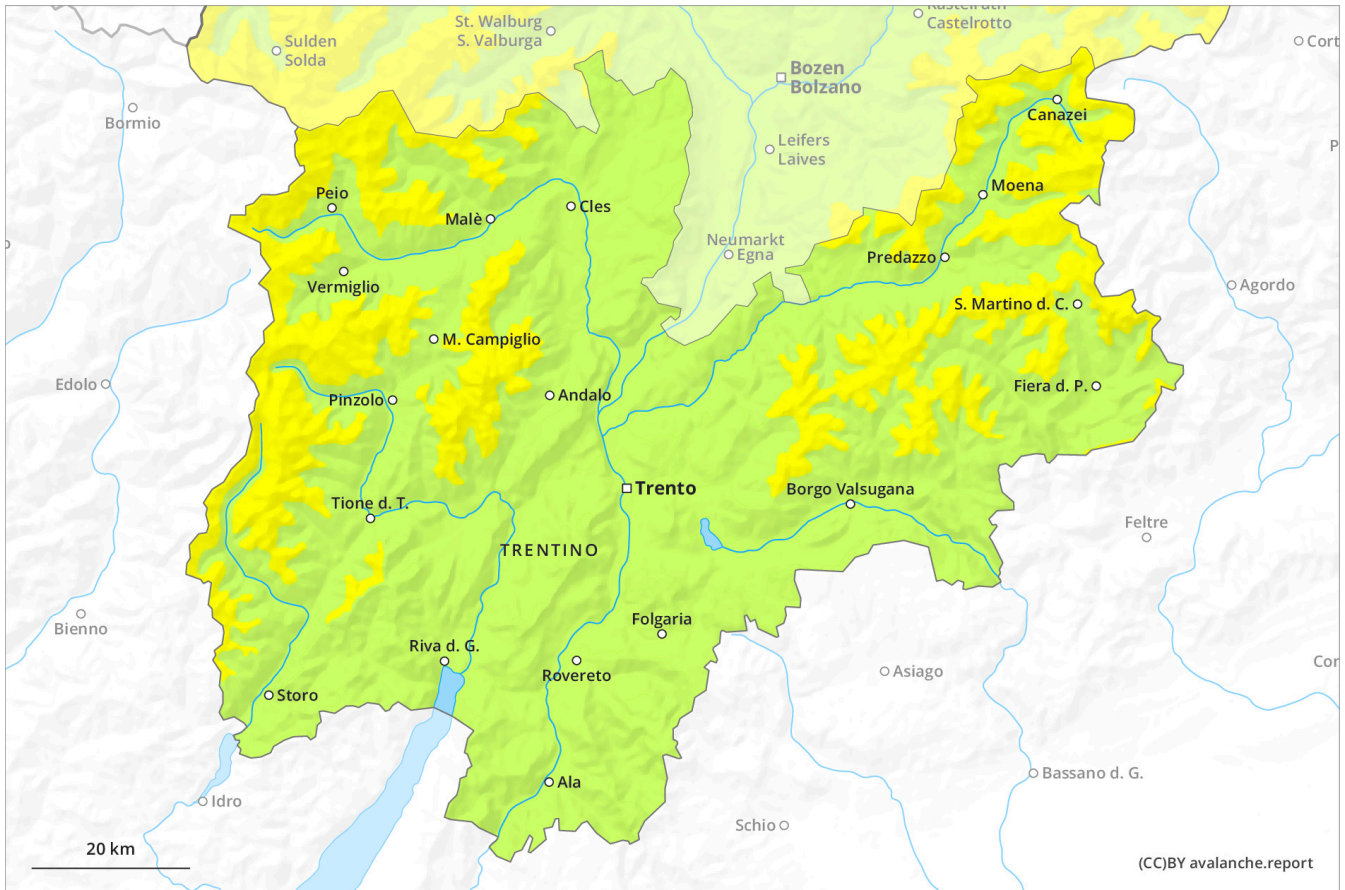 Kastelruth
Castelrotto
St. Walburg
S. Valburga
Sulden
Solda
Cort
Bozen
Bolzano
Bormio
Canazei
Leifers
Laives
Moena
Peio
Malè
Cles
Neumarkt
Egna
Predazzo
Vermiglio
Agordo
S. Martino d. C.
M. Campiglio
Edolo
Pinzolo
Andalo
Fiera d. P.
Trento
Borgo Valsugana
Tione d. T.
Feltre
TRENTINO
Bienno
Folgaria
Riva d. G.
Rovereto
Asiago
Cor
Storo
Bassano d. G.
Ala
Idro
Schio
20 km
(CC)BY avalanche.report